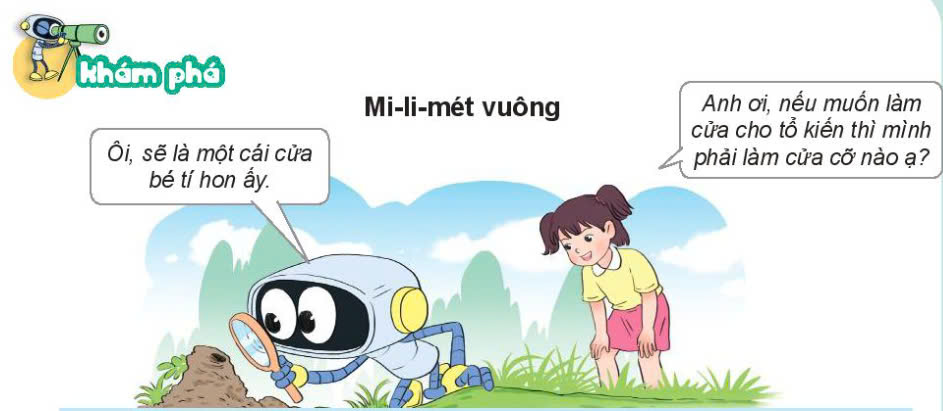 Khám phá
Mi-li-mét vuông
Anh ơi, nếu muốn làm
cửa cho tổ kiến thì mình
phải làm cửa cỡ nào ạ?
Ôi, sẽ là một cái cửa
bé tí hon ấy.